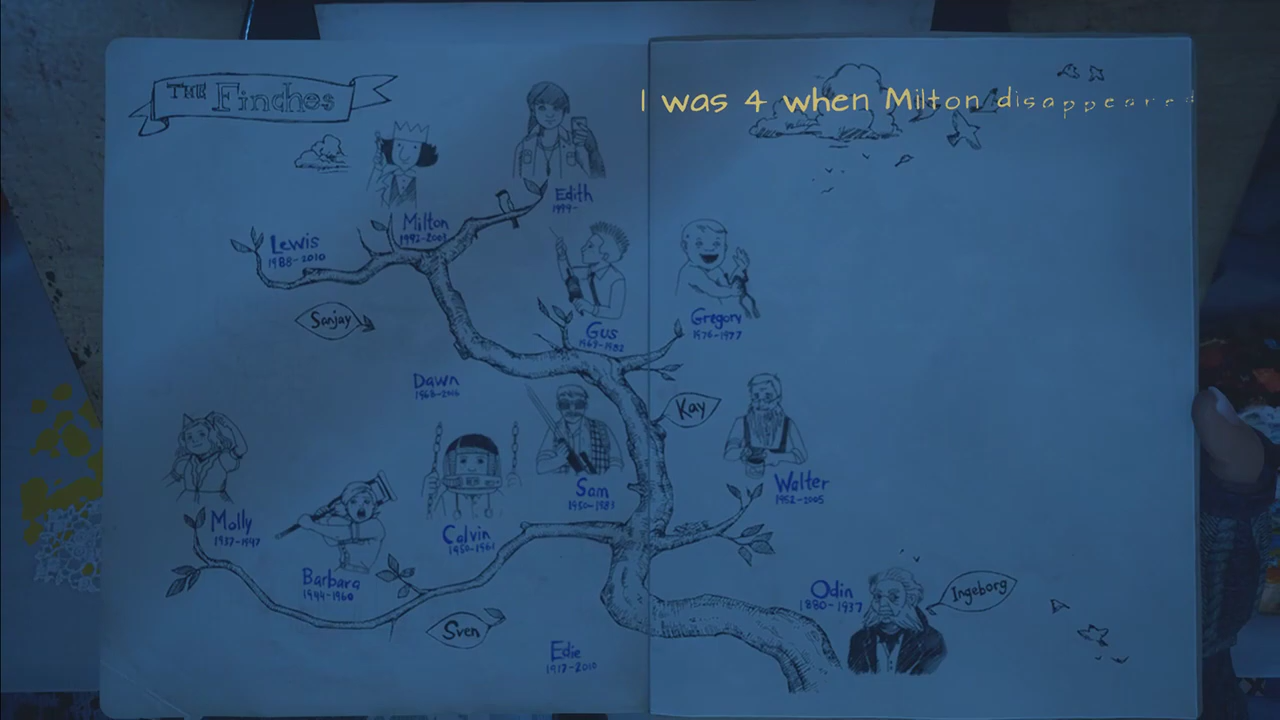 THE Finches
I was 4 when Milton disappeared
Edith
1999-
Milton
1992-2003
Lewis
1988-2010
Sanjay
Gus
1969-1982
Gregory
1976-1977
Dawn
1968-2016
Kay
Sam
1950-1983
Walter
1952-2005
Molly
1937-1947
Barbara
1944-1960
Calvin
1950-1961
Sven
Odin
1880-1937
Ingeborg
Edie
1917-2010